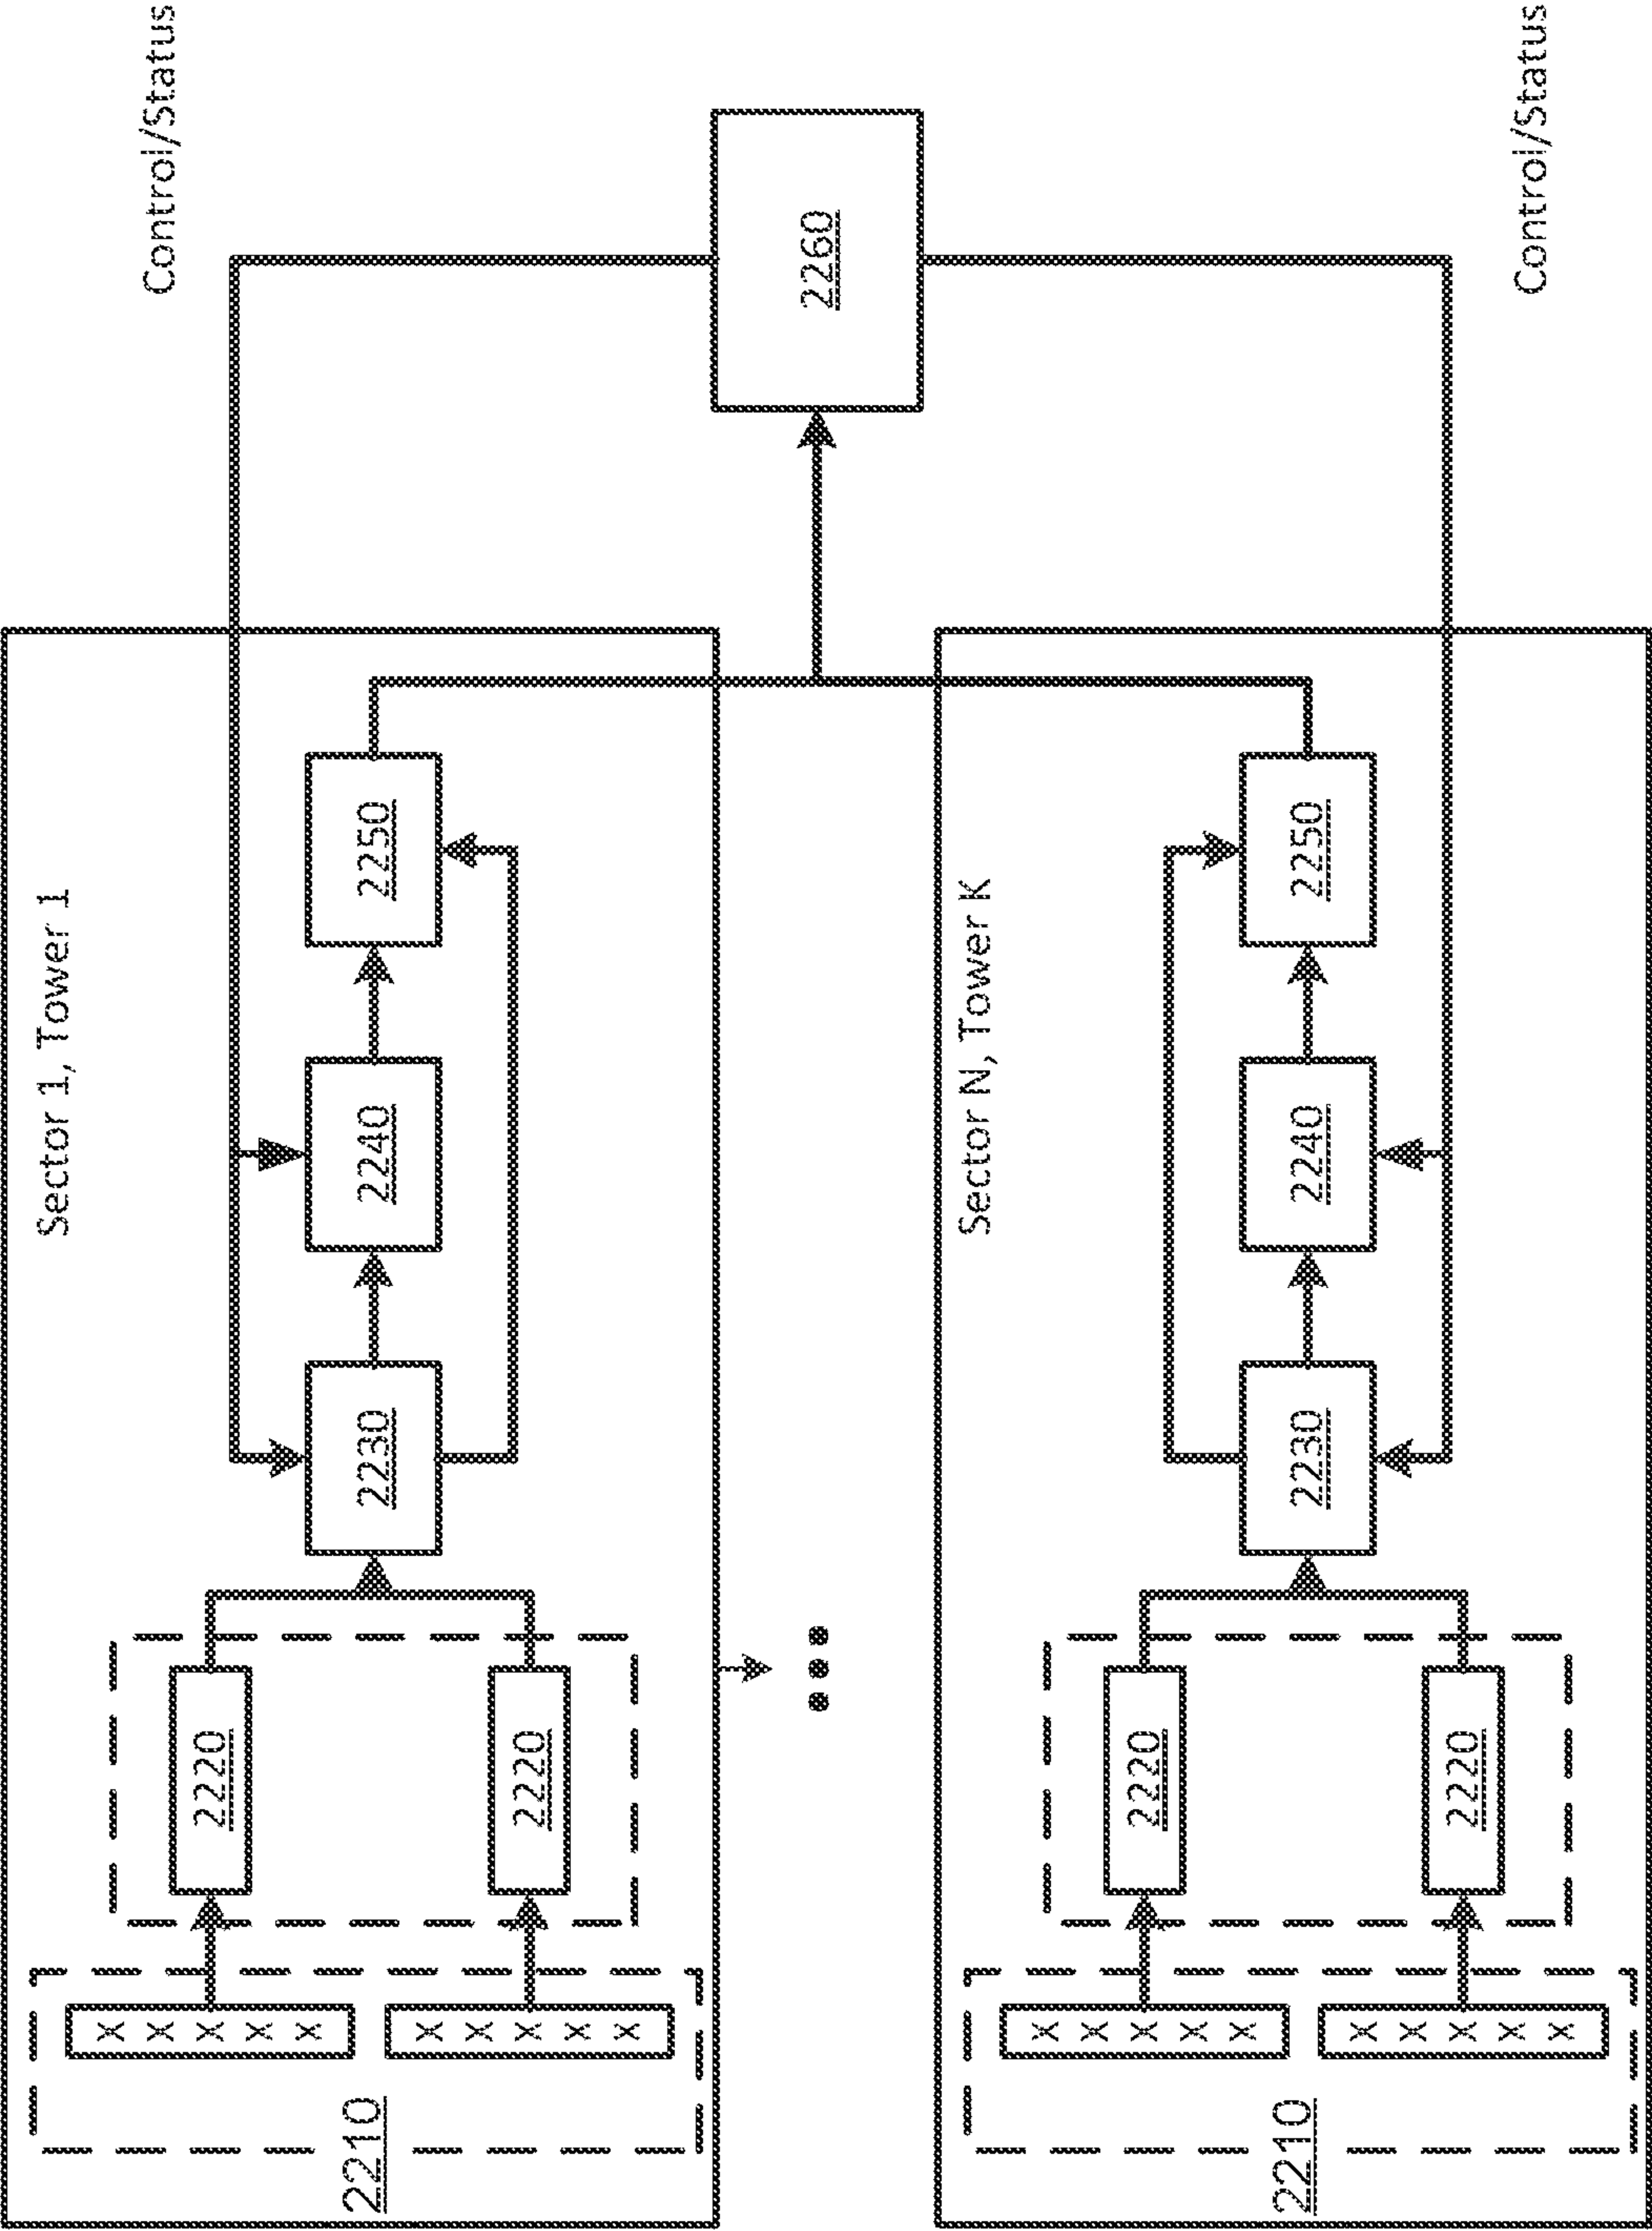 Sector 1, Tower 1
Control/Status
X
X
X
X
X
2220
2210
2230
2240
2250
X
X
X
X
X
2220
2260
Sector N, Tower K
X
X
X
X
X
2220
2210
2230
2240
2250
X
X
X
X
X
2220
Control/Status